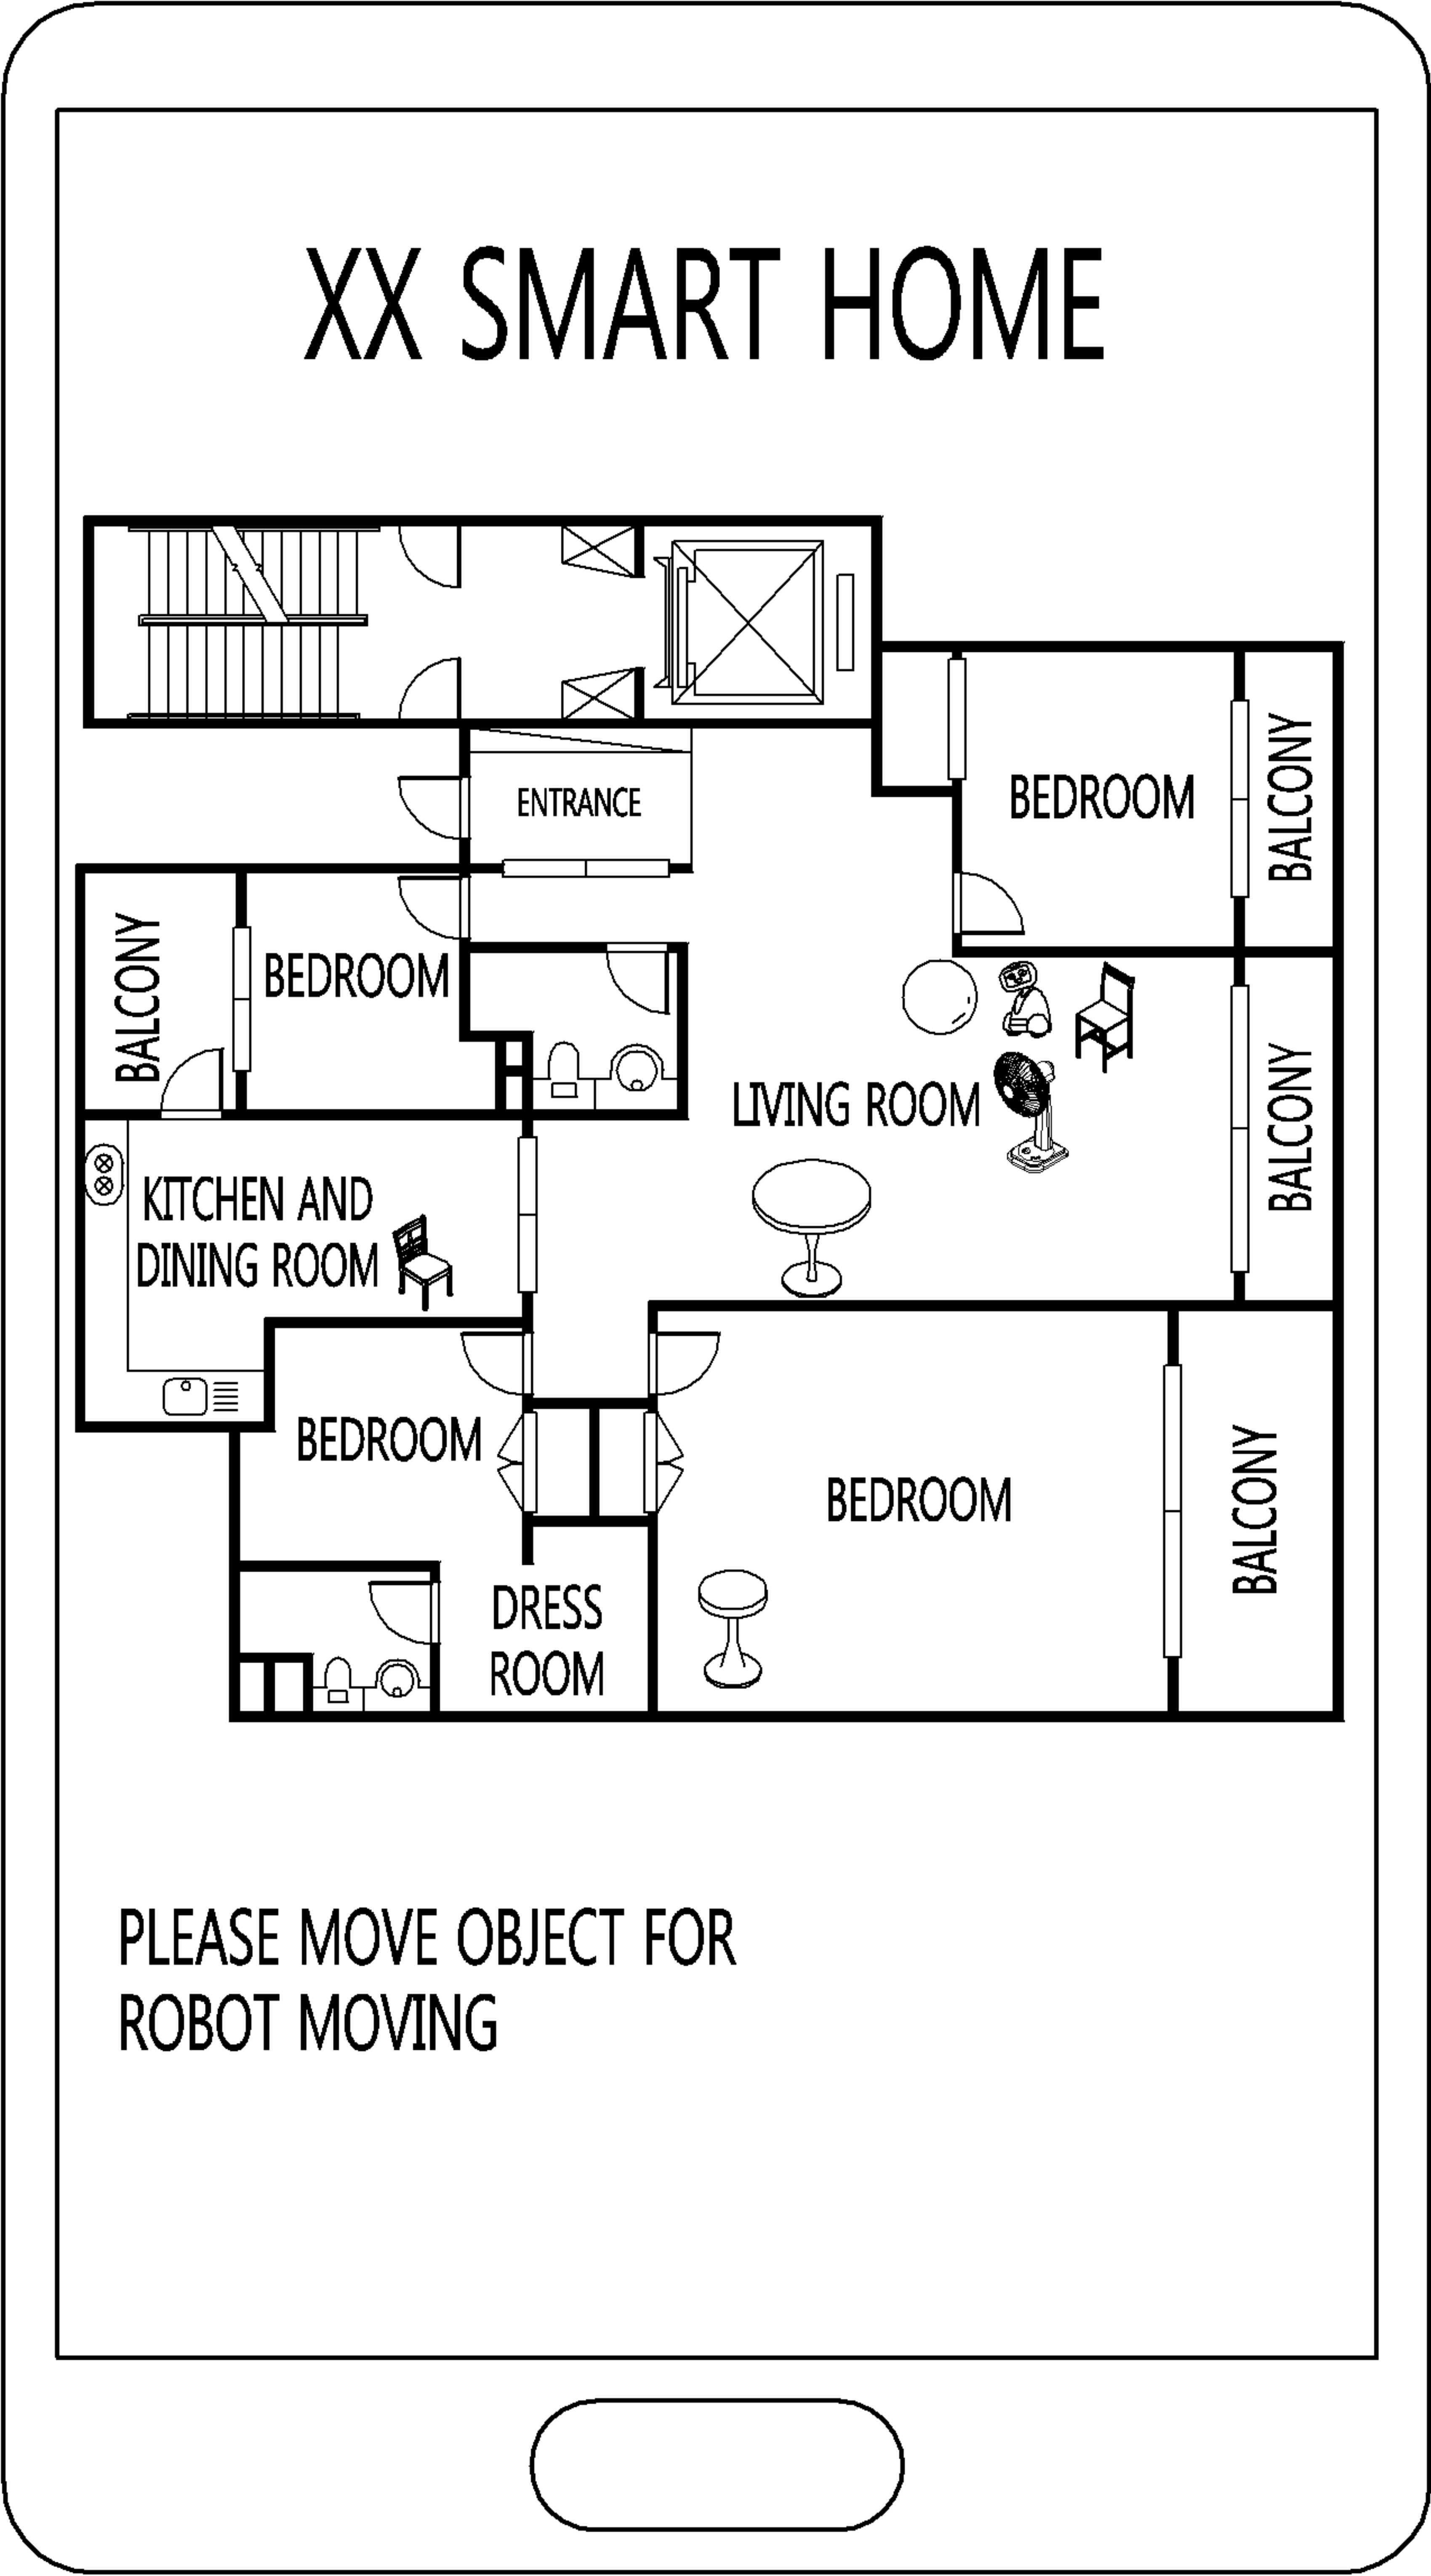 XX SMART HOME
ENTRANCE
BEDROOM
BALCONY
BALCONY
BEDROOM
LIVING ROOM
BALCONY
KITCHEN AND
DINING ROOM
BEDROOM
BEDROOM
BALCONY
DRESS
ROOM
PLEASE MOVE OBJECT FOR
ROBOT MOVING